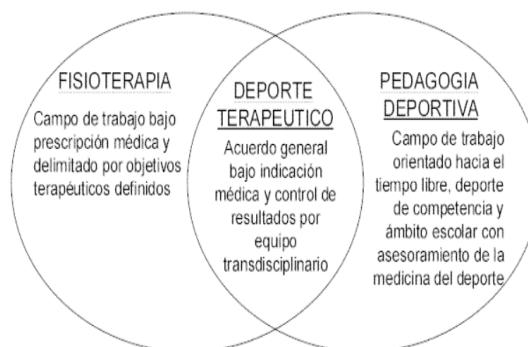 FISIOTERAPIA
Campo de trabajo bajo
prescripción médica y
delimitado por objetivos
terapéuticos definidos
DEPORTE
TERAPEUTICO
Acuerdo general
bajo indicación
médica y control de
resultados por
equipo
transdisciplinario
PEDAGOGIA
DEPORTIVA
Campo de trabajo
orientado hacia el
tiempo libre, deporte
de competencia y
ámbito escolar con
asesoramiento de la
medicina del deporte